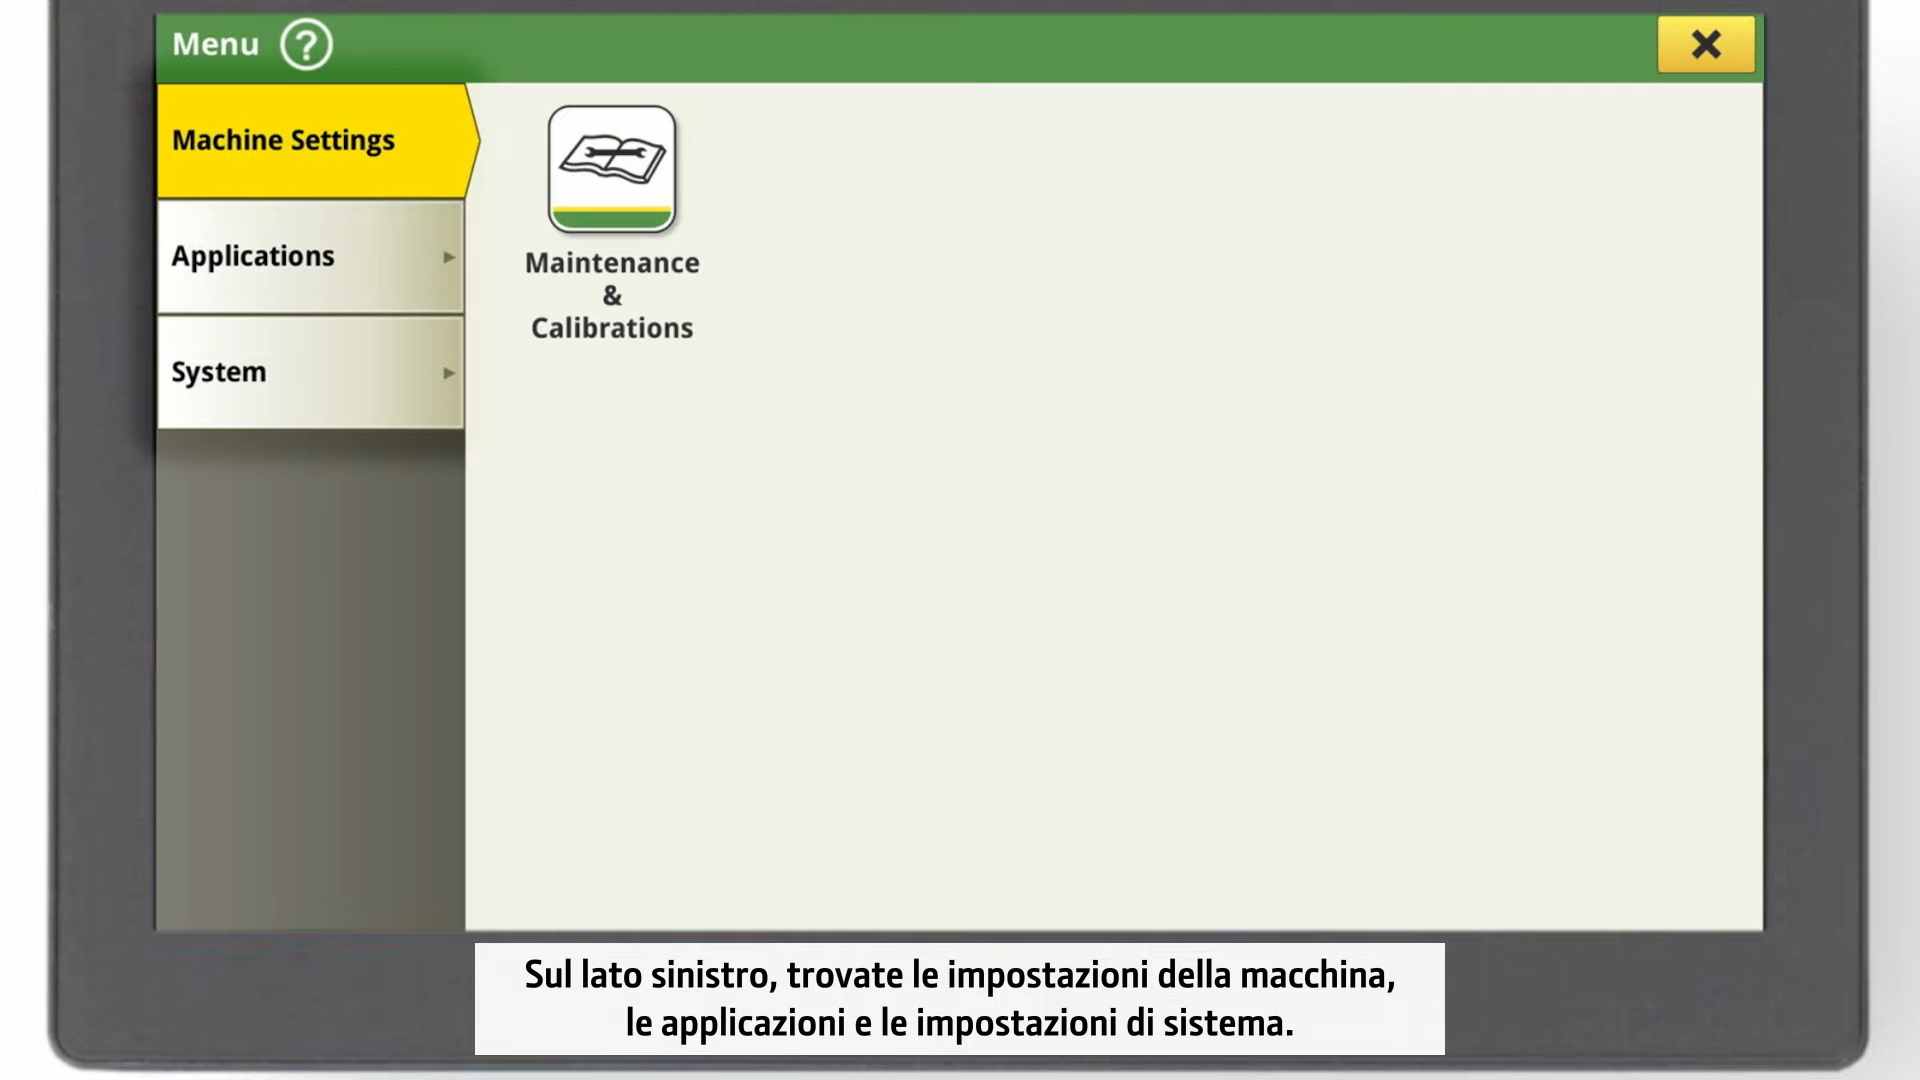 Menu ?
Machine Settings
Applications
System
Maintenance
&
Calibrations
Sul lato sinistro, trovate le impostazioni della macchina,
le applicazioni e le impostazioni di sistema.